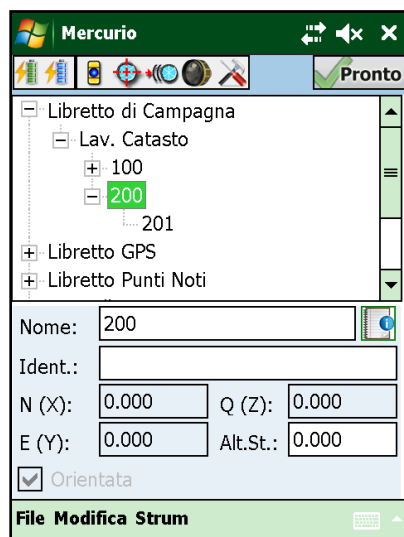 Mercurio
Pronto
Libretto di Campagna
Lav. Catasto
100
200
201
Libretto GPS
Libretto Punti Noti
Nome: 200
Ident.:
N (X): 0.000 Q (Z): 0.000
E (Y): 0.000 Alt.St.: 0.000
Orientata
File Modifica Strum